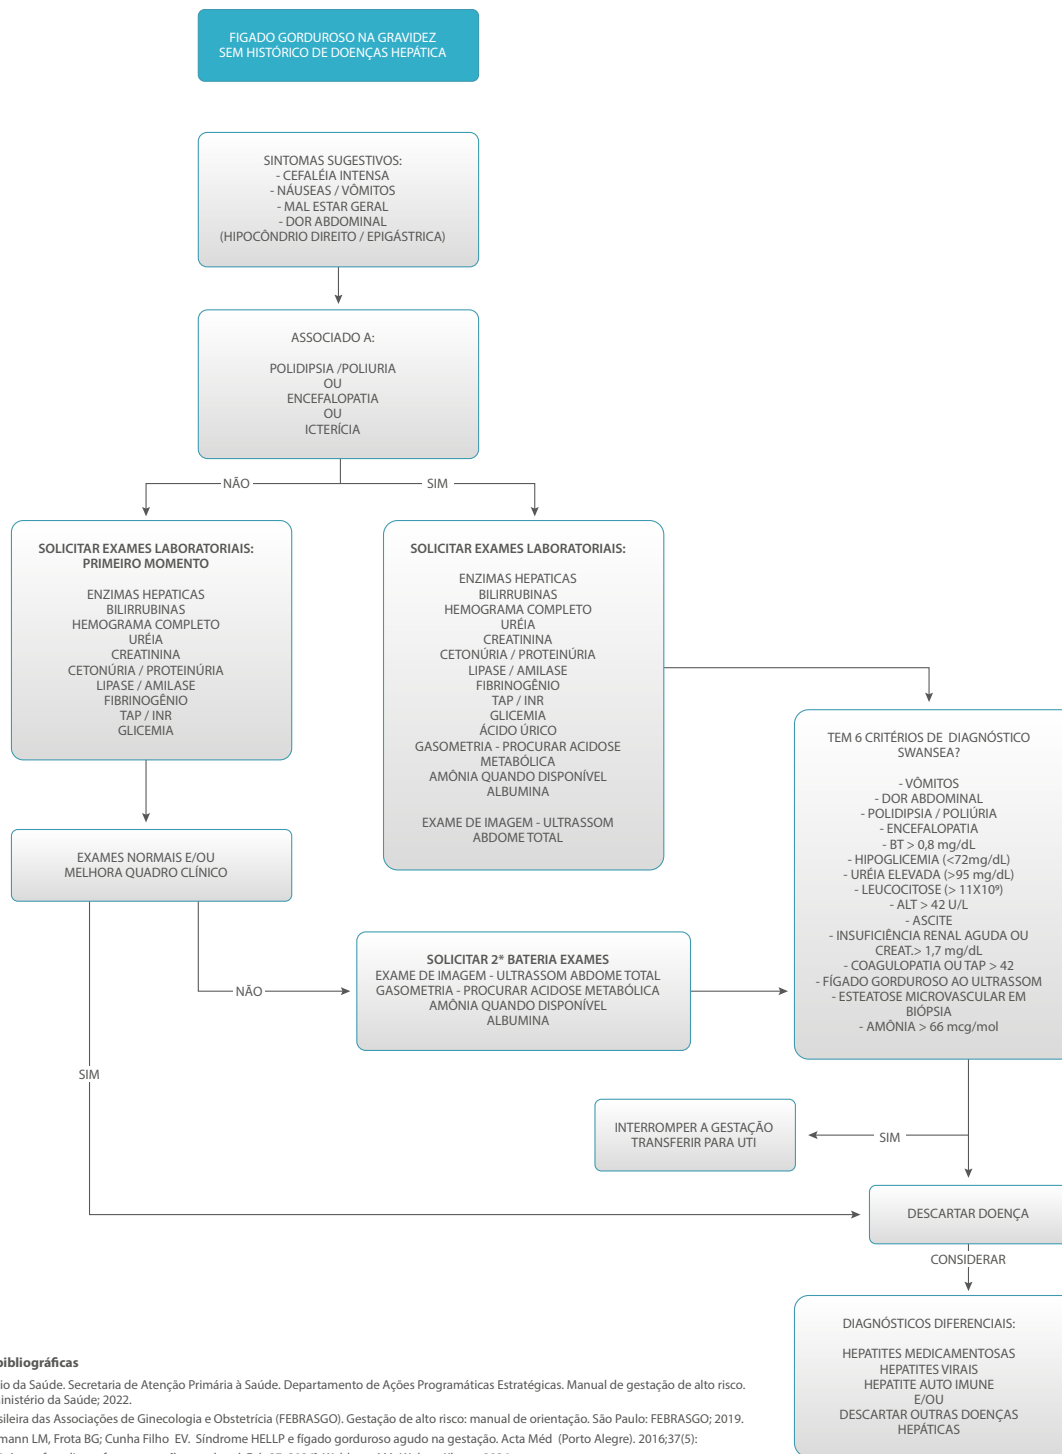 FIGADO GORDUROSO NA GRAVIDEZ
SEM HISTÓRICO DE DOENÇAS HEPÁTICA
SINTOMAS SUGESTIVOS:
- CEFALÉIA INTENSA
- NÁUSEAS / VÔMITOS
- MAL ESTAR GERAL
- DOR ABDOMINAL
(HIPOCÔNDRIO DIREITO / EPIGÁSTRICA)
ASSOCIADO A:
POLIDIPSIA /POLIURIA
OU
ENCEFALOPATIA
OU
ICTERÍCIA
NÃO
SIM
SOLICITAR EXAMES LABORATORIAIS:
PRIMEIRO MOMENTO
ENZIMAS HEPATICAS
BILIRRUBINAS
HEMOGRAMA COMPLETO
URÉIA
CREATININA
CETONÚRIA / PROTEINÚRIA
LIPASE / AMILASE
FIBRINOGÊNIO
TAP / INR
GLICEMIA
SOLICITAR EXAMES LABORATORIAIS:
ENZIMAS HEPATICAS
BILIRRUBINAS
HEMOGRAMA COMPLETO
URÉIA
CREATININA
CETONÚRIA / PROTEINÚRIA
LIPASE / AMILASE
FIBRINOGÊNIO
TAP / INR
GLICEMIA
ÁCIDO ÚRICO
GASOMETRIA - PROCURAR ACIDOSE
METABÓLICA
AMÔNIA QUANDO DISPONÍVEL
ALBUMINA
EXAME DE IMAGEM - ULTRASSOM
ABDOME TOTAL
TEM 6 CRITÉRIOS DE DIAGNÓSTICO
SWANSEA?
- VÔMITOS
- DOR ABDOMINAL
- POLIDIPSIA / POLIÚRIA
- ENCEFALOPATIA
- BT > 0,8 mg/dL
- HIPOGLICEMIA (<72mg/dL)
- URÉIA ELEVADA (>95 mg/dL)
- LEUCOCITOSE (> 11X10⁹)
- ALT > 42 U/L
- ASCITE
- INSUFICIÊNCIA RENAL AGUDA OU
CREAT.> 1,7 mg/dL
- COAGULOPATIA OU TAP > 42
- FÍGADO GORDUROSO AO ULTRASSOM
- ESTEATOSE MICROVASCULAR EM
BIÓPSIA
- AMÔNIA > 66 mcg/mol
EXAMES NORMAIS E/OU
MELHORA QUADRO CLÍNICO
NÃO
SOLICITAR 2* BATERIA EXAMES
EXAME DE IMAGEM - ULTRASSOM ABDOME TOTAL
GASOMETRIA - PROCURAR ACIDOSE METABÓLICA
AMÔNIA QUANDO DISPONÍVEL
ALBUMINA
SIM
INTERROMPER A GESTAÇÃO
TRANSFERIR PARA UTI
SIM
DESCARTAR DOENÇA
CONSIDERAR
DIAGNÓSTICOS DIFERENCIAIS:
HEPATITES MEDICAMENTOSAS
HEPATITES VIRAIS
HEPATITE AUTO IMUNE
E/OU
DESCARTAR OUTRAS DOENÇAS
HEPÁTICAS
bibliográficas
io da Saúde. Secretaria de Atenção Primária à Saúde. Departamento de Ações Programáticas Estratégicas. Manual de gestação de alto risco.
inistério da Saúde; 2022.
sileira das Associações de Ginecologia e Obstetrícia (FEBRASGO). Gestação de alto risco: manual de orientação. São Paulo: FEBRASGO; 2019.
mann LM, Frota BG; Cunha Filho EV. Síndrome HELLP e fígado gorduroso agudo na gestação. Acta Méd (Porto Alegre). 2016;37(5):